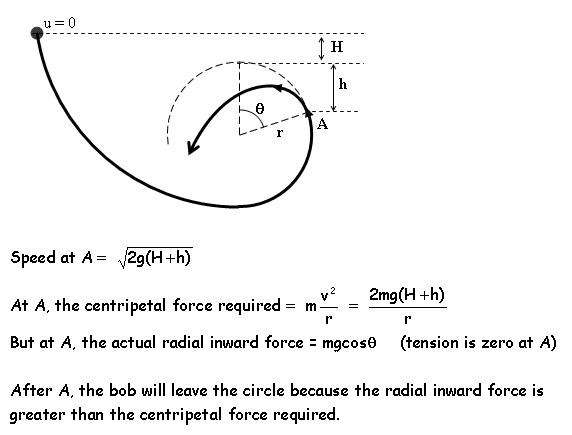 u = 0
H
h
θ
r
A
Speed at A = √2g(H+h)
At A, the centripetal force required = m v²/r = 2mg(H+h)/r
But at A, the actual radial inward force = mgcosθ (tension is zero at A)
After A, the bob will leave the circle because the radial inward force is
greater than the centripetal force required.